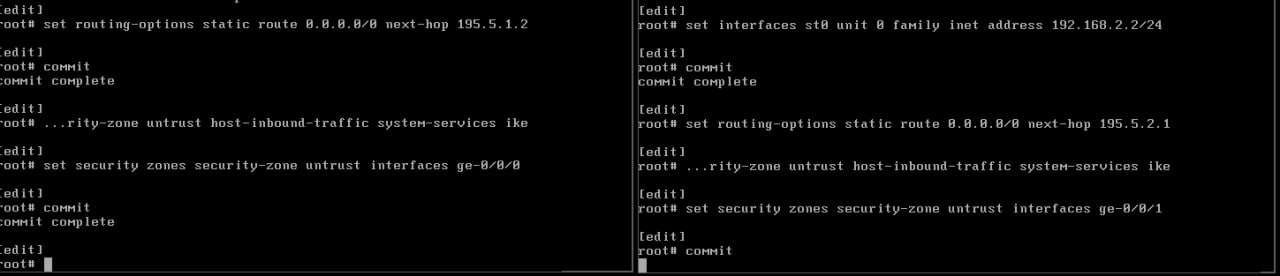 [edit]
root# set routing-options static route 0.0.0.0/0 next-hop 195.5.1.2
[edit]
root# commit
commit complete
[edit]
root# ...rity-zone untrust host-inbound-traffic system-services ike
[edit]
root# set security zones security-zone untrust interfaces ge-0/0/0
[edit]
root# commit
commit complete
[edit]
root#
[edit]
root# set interfaces st0 unit 0 family inet address 192.168.2.2/24
[edit]
root# commit
commit complete
[edit]
root# set routing-options static route 0.0.0.0/0 next-hop 195.5.2.1
[edit]
root# ...rity-zone untrust host-inbound-traffic system-services ike
[edit]
root# set security zones security-zone untrust interfaces ge-0/0/1
[edit]
root# commit